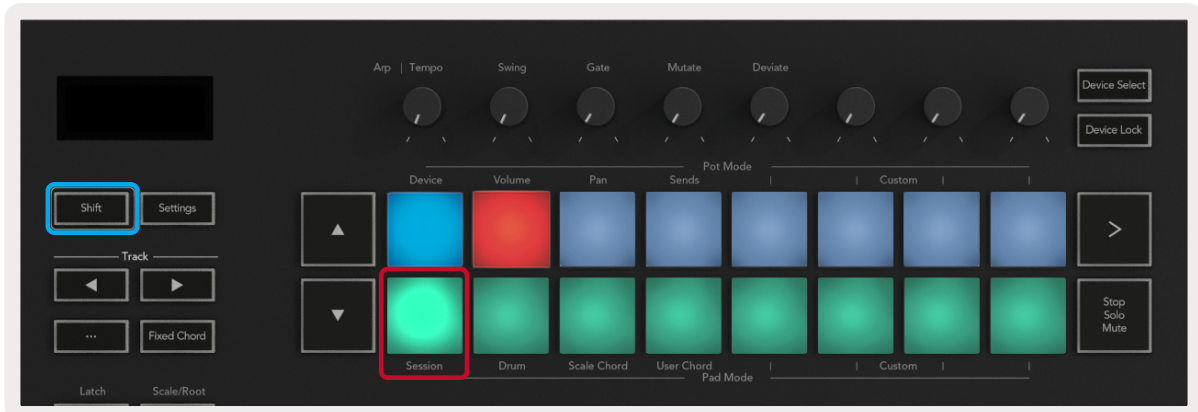 Arp | Tempo
Swing
Gate
Mutate
Deviate
Device Select
Device Lock
Pot Mode
Device
Volume
Pan
Sends
Custom
Shift
Settings
Track
...
Fixed Chord
Stop
Solo
Mute
Session
Drum
Scale Chord
User Chord
Custom
Pad Mode
Latch
Scale/Root